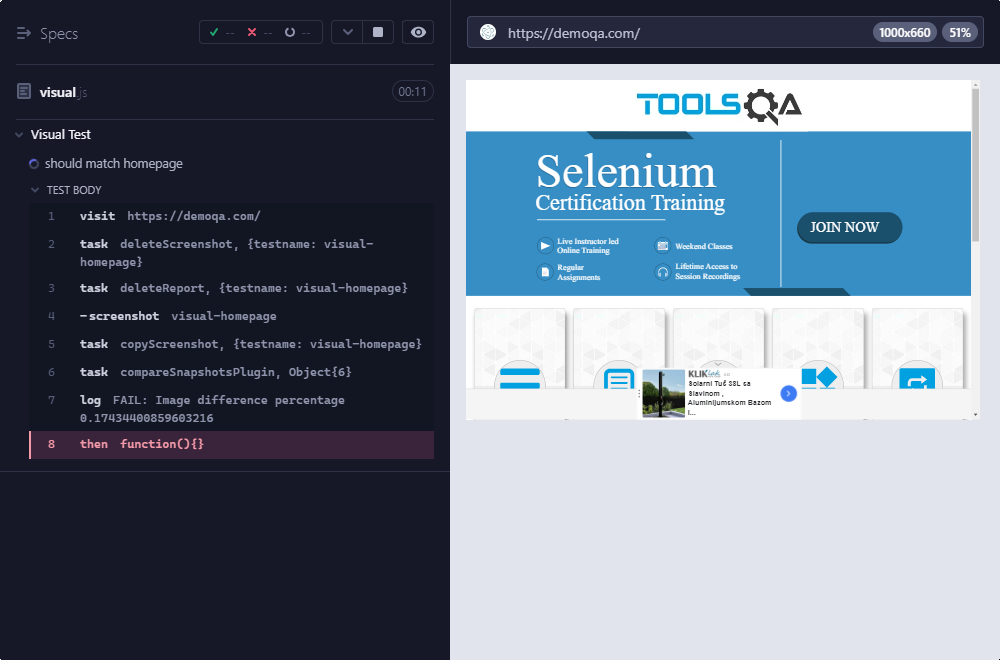 Specs
--
--
--
visual.js
00:11
Visual Test
should match homepage
TEST BODY
1 visit https://demoqa.com/
2 task deleteScreenshot, {testname: visual-
homepage}
3 task deleteReport, {testname: visual-homepage}
4 -screenshot visual-homepage
5 task copyScreenshot, {testname: visual-homepage}
6 task compareSnapshotsPlugin, Object{6}
7 log FAIL: Image difference percentage
0.17434400859603216
8 then function(){}
https://demoqa.com/
1000x660
51%
TOOLSQA
Selenium
Certification Training
Live Instructor led
Online Training
Weekend Classes
Regular
Assignments
Lifetime Access to
Session Recordings
JOIN NOW
KLIK
Solarni Tuš 38L sa
Slavinom ,
Aluminijumskom Bazom
I...